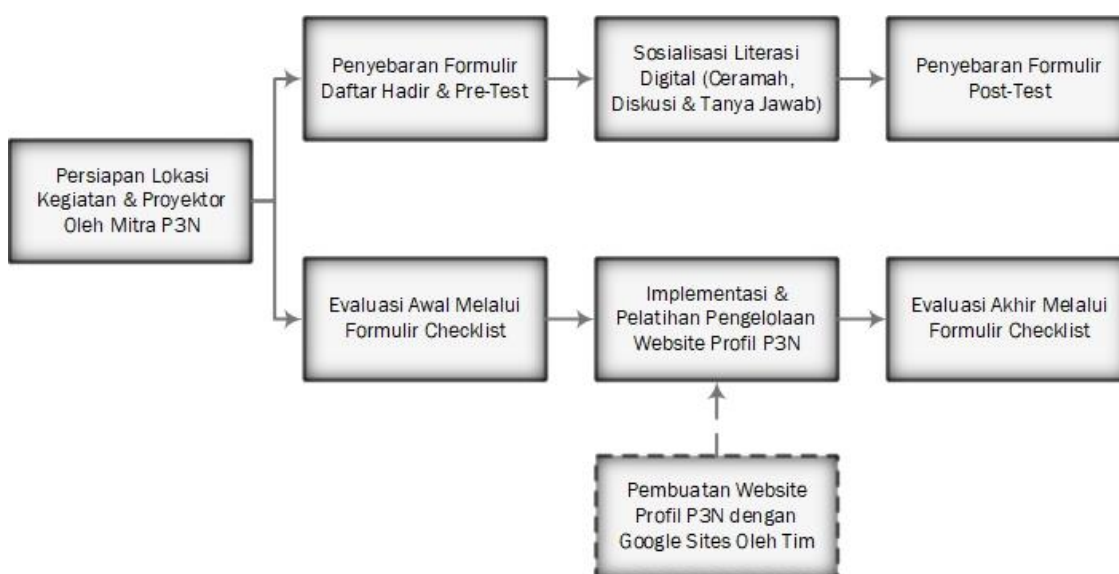 Penyebaran Formulir
Daftar Hadir & Pre-Test
Sosialisasi Literasi
Digital (Ceramah,
Diskusi & Tanya Jawab)
Penyebaran Formulir
Post-Test
Persiapan Lokasi
Kegiatan & Proyektor
Oleh Mitra P3N
Evaluasi Awal Melalui
Formulir Checklist
Implementasi &
Pelatihan Pengelolaan
Website Profil P3N
Evaluasi Akhir Melalui
Formulir Checklist
Pembuatan Website
Profil P3N dengan
Google Sites Oleh Tim